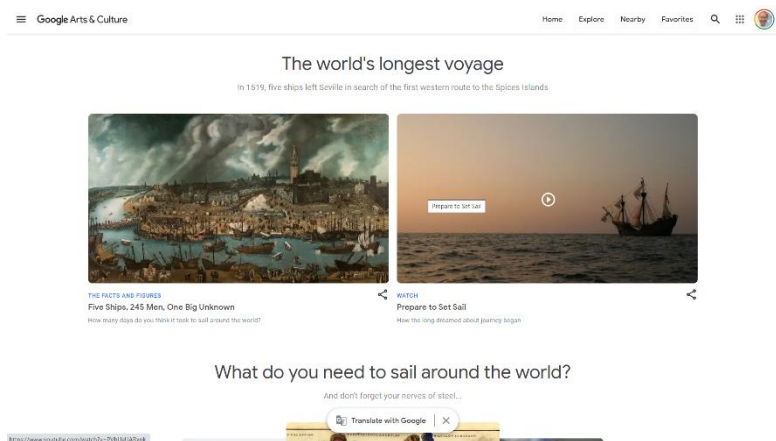 Google Arts & Culture
Home Explore Nearby Favorites
The world's longest voyage
In 1519, five ships left Seville in search of the first western route to the Spices Islands
Prepare to Set Sail
THE FACTS AND FIGURES
Five Ships, 245 Men, One Big Unknown
How many days do you think it took to sail around the world?
WATCH
Prepare to Set Sail
How the long dreamed about journey began
What do you need to sail around the world?
And don't forget your nerves of steel...
Translate with Google